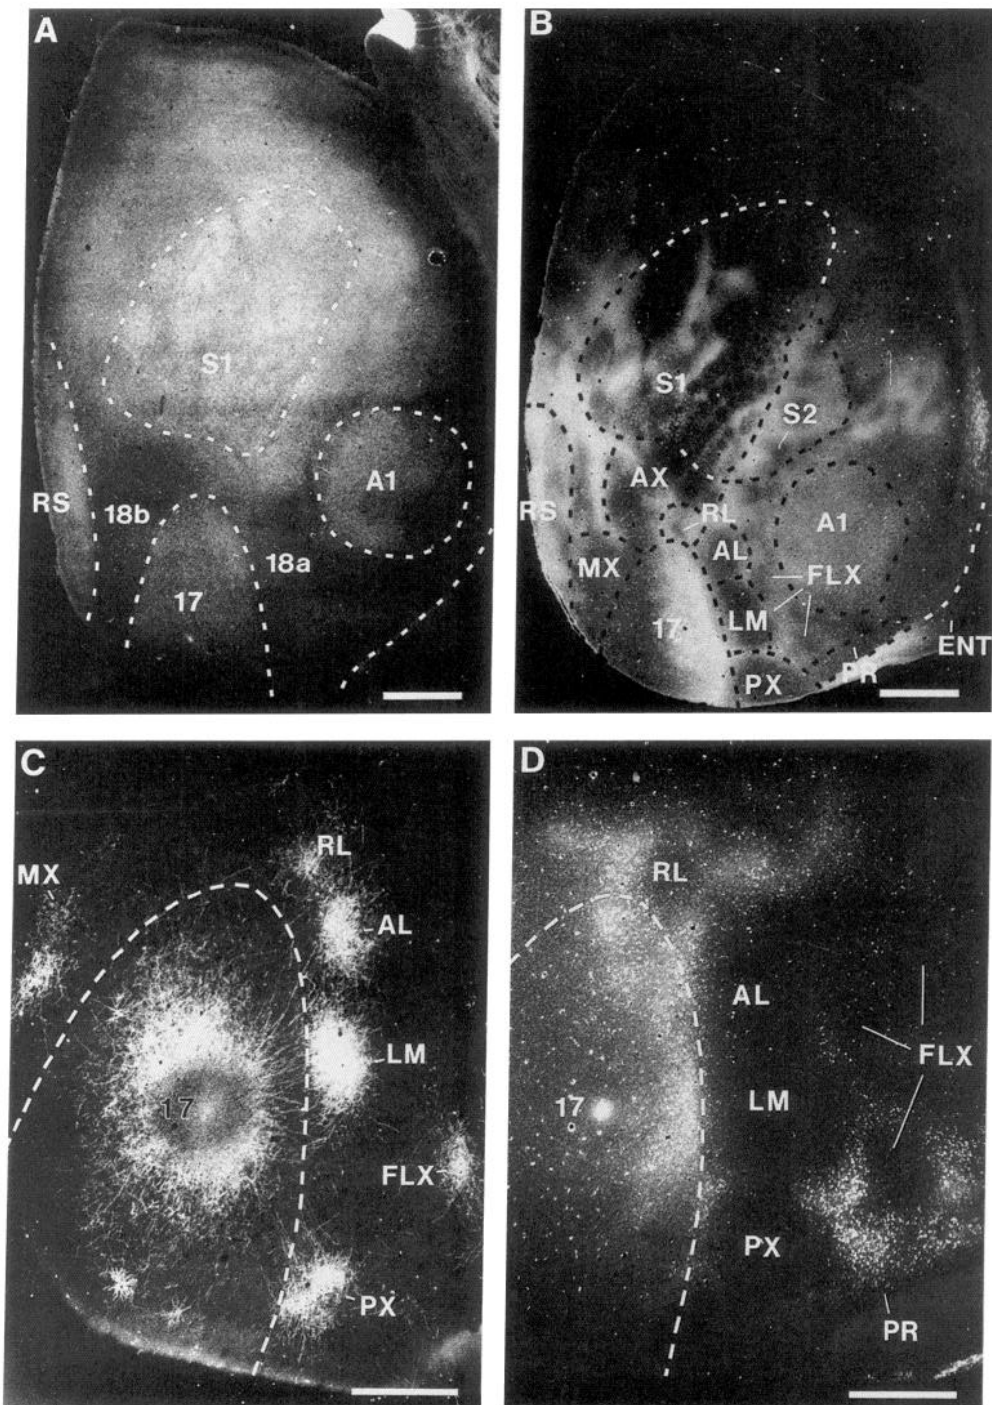 A
S1
RS
18b
A1
18a
17
B
S1
S2
AX
RS
RL
A1
AL
MX
FLX
17
LM
ENT
PR
PX
C
RL
MX
AL
LM
17
FLX
PX
D
RL
AL
FLX
17
LM
PX
PR